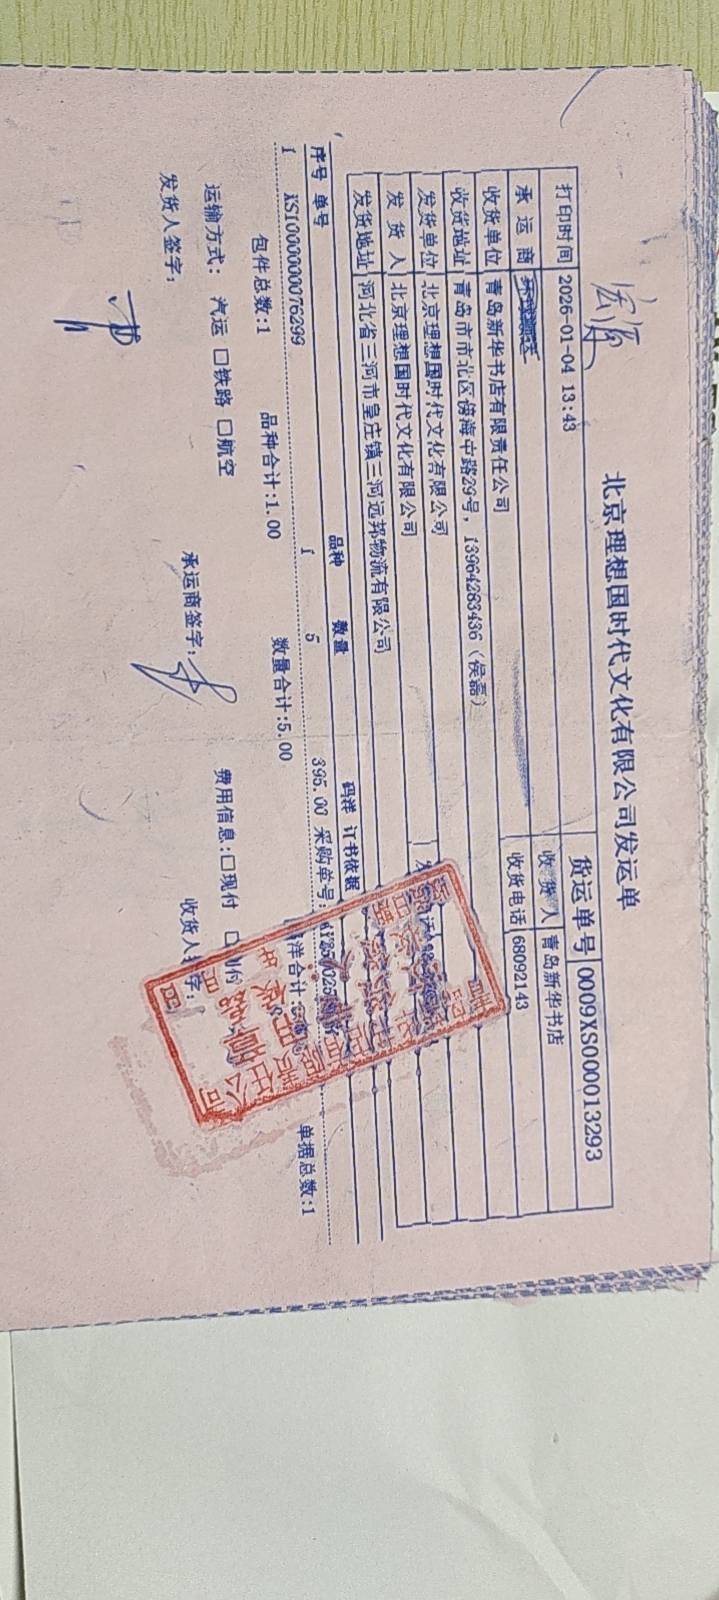 北京理想国时代文化有限公司发运单
宏源
打印时间 2026-01-04 13:43 货运单号 0009XS000013293
承运商 收货人 青岛新华书店
收货单位 青岛新华书店有限责任公司 收货电话 68092143
收货地址 青岛市市北区傍海中路29号, 13964283436 (侯磊)
发货单位 北京理想国时代文化有限公司
发货人 北京理想国时代文化有限公司
发货地址 河北省三河市皇庄镇三河远邦物流有限公司
序号 单号 品种 数量 码洋 订书依据
1 XS10000000076299 1 5 395.00 采购单号:
包件总数:1 品种合计:1.00 数量合计:5.00 洋合计: 单据总数:1
运输方式: 汽运 □铁路 □航空 费用信息:□现付
发货人签字: 承运商签字: 收货人 字: